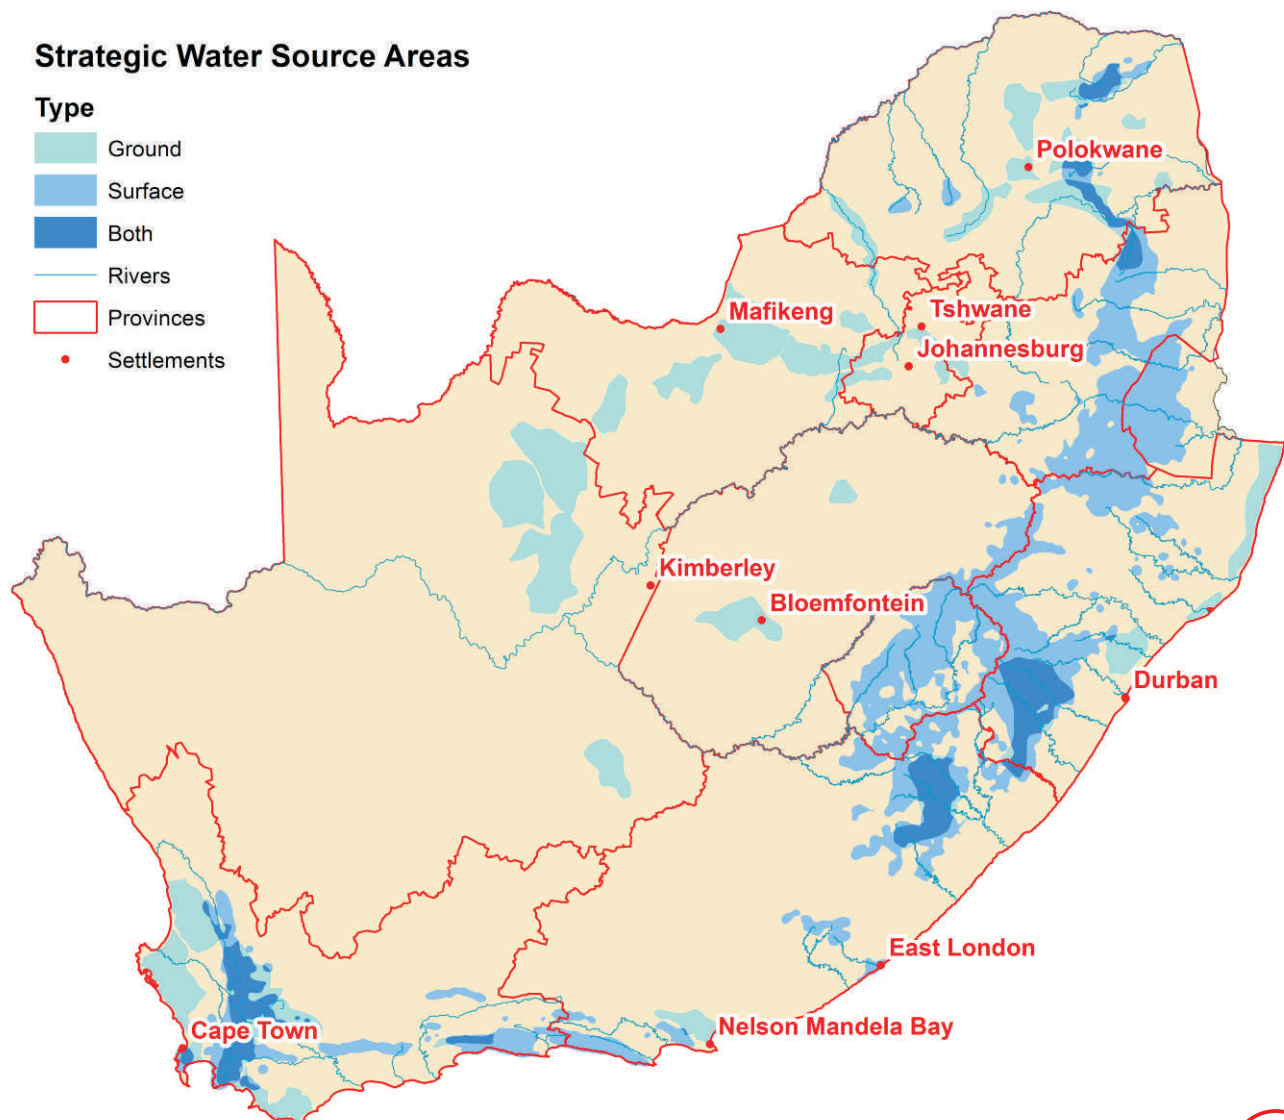 Strategic Water Source Areas
Type
Ground
Surface
Both
Rivers
Provinces
Settlements
Polokwane
Mafikeng
Tshwane
Johannesburg
Kimberley
Bloemfontein
Durban
East London
Nelson Mandela Bay
Cape Town